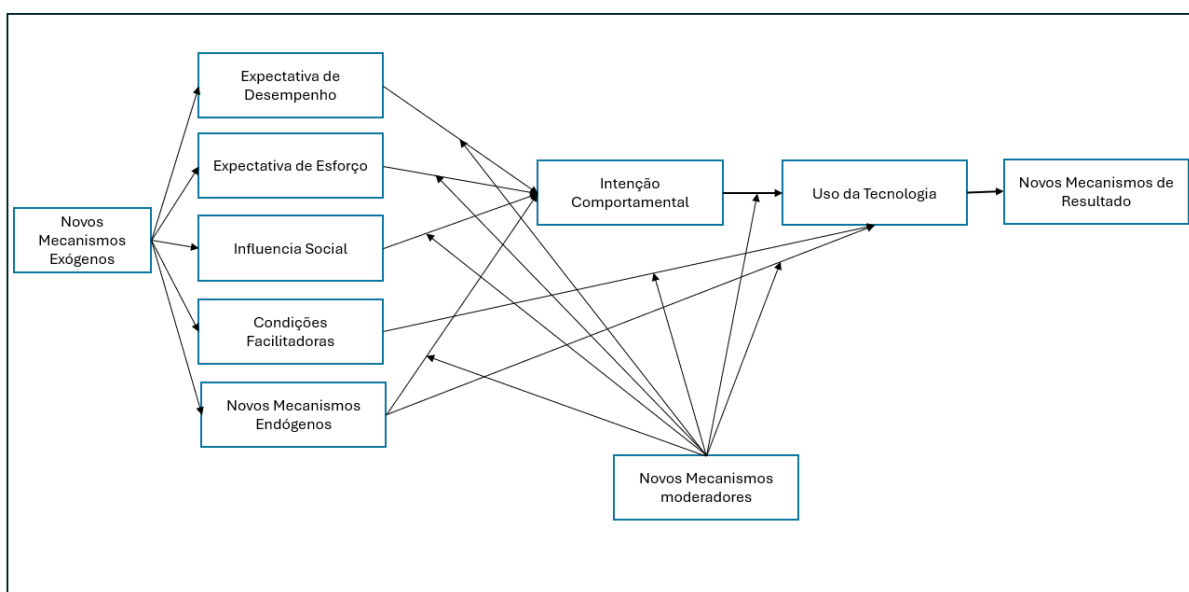 Expectativa de
Desempenho
Expectativa de Esforço
Novos
Mecanismos
Exógenos
Influencia Social
Condições
Facilitadoras
Novos Mecanismos
Endógenos
Intenção
Comportamental
Uso da Tecnologia
Novos Mecanismos de
Resultado
Novos Mecanismos
moderadores